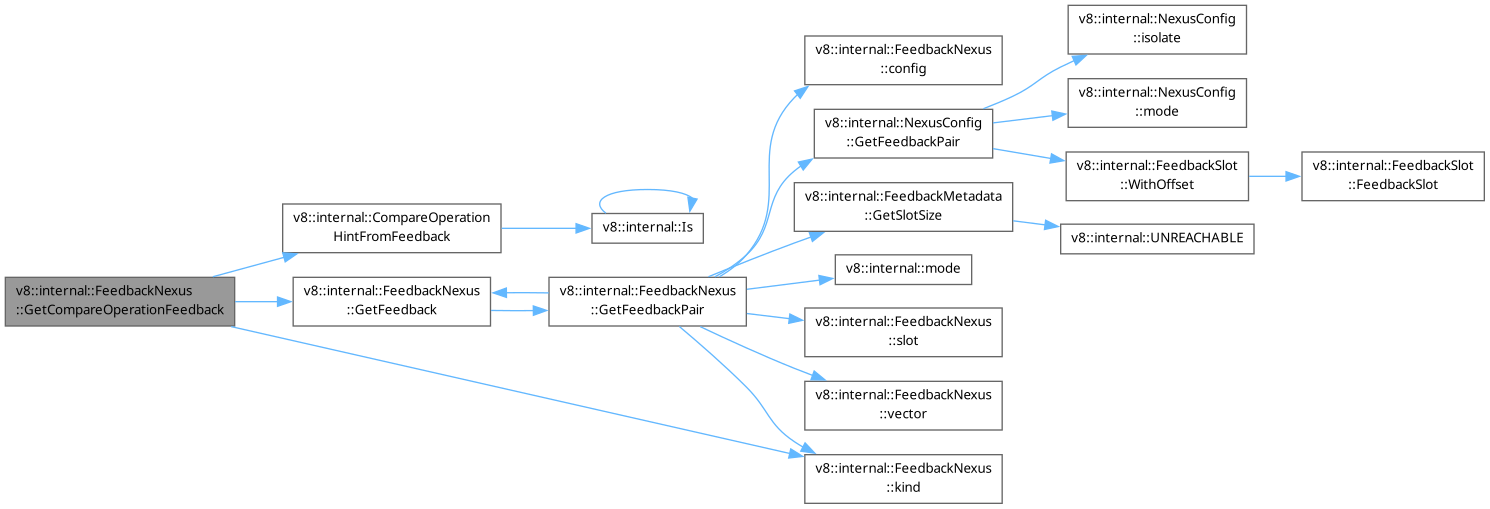 v8::internal::NexusConfig
::isolate
v8::internal::FeedbackNexus
::config
v8::internal::NexusConfig
::mode
v8::internal::NexusConfig
::GetFeedbackPair
v8::internal::FeedbackSlot
::WithOffset
v8::internal::FeedbackSlot
::FeedbackSlot
v8::internal::FeedbackMetadata
::GetSlotSize
v8::internal::CompareOperation
HintFromFeedback
v8::internal::Is
v8::internal::UNREACHABLE
v8::internal::mode
v8::internal::FeedbackNexus
::GetCompareOperationFeedback
v8::internal::FeedbackNexus
::GetFeedback
v8::internal::FeedbackNexus
::GetFeedbackPair
v8::internal::FeedbackNexus
::slot
v8::internal::FeedbackNexus
::vector
v8::internal::FeedbackNexus
::kind